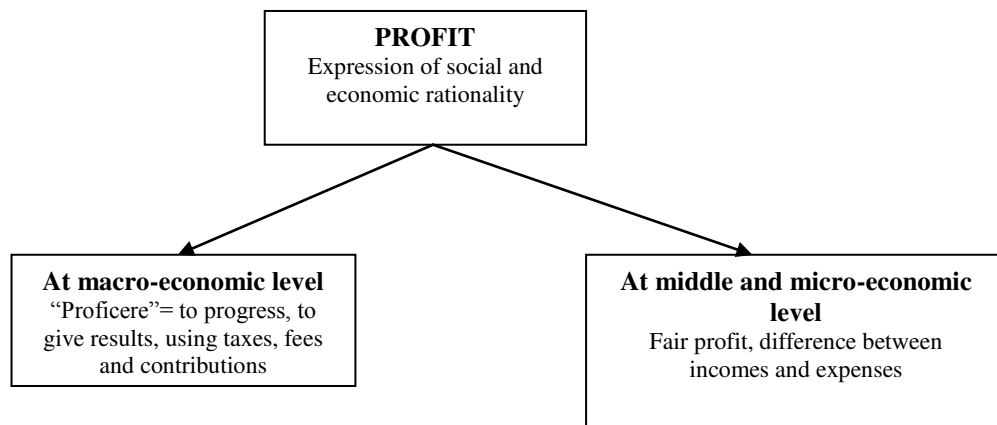 PROFIT
Expression of social and
economic rationality
At macro-economic level
“Proficere”= to progress, to
give results, using taxes, fees
and contributions
At middle and micro-economic
level
Fair profit, difference between
incomes and expenses